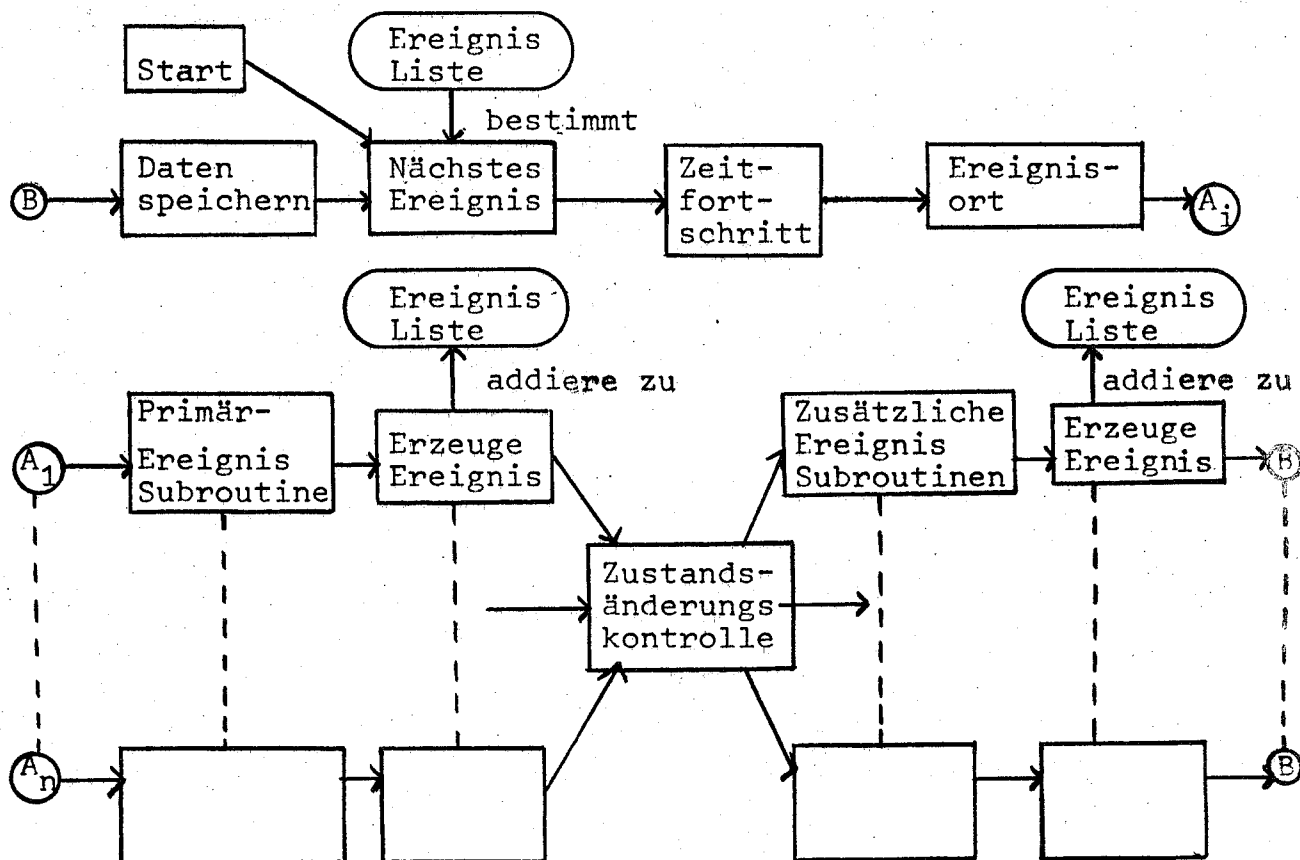 Start
Ereignis
Liste
bestimmt
B
Daten
speichern
Nächstes
Ereignis
Zeit-
fort-
schritt
Ereignis-
ort
Ai
Ereignis
Liste
addiere zu
Ereignis
Liste
addiere zu
A1
Primär-
Ereignis
Subroutine
Erzeuge
Ereignis
Zusätzliche
Ereignis
Subroutinen
Erzeuge
Ereignis
B
Zustands-
änderungs
kontrolle
An
B